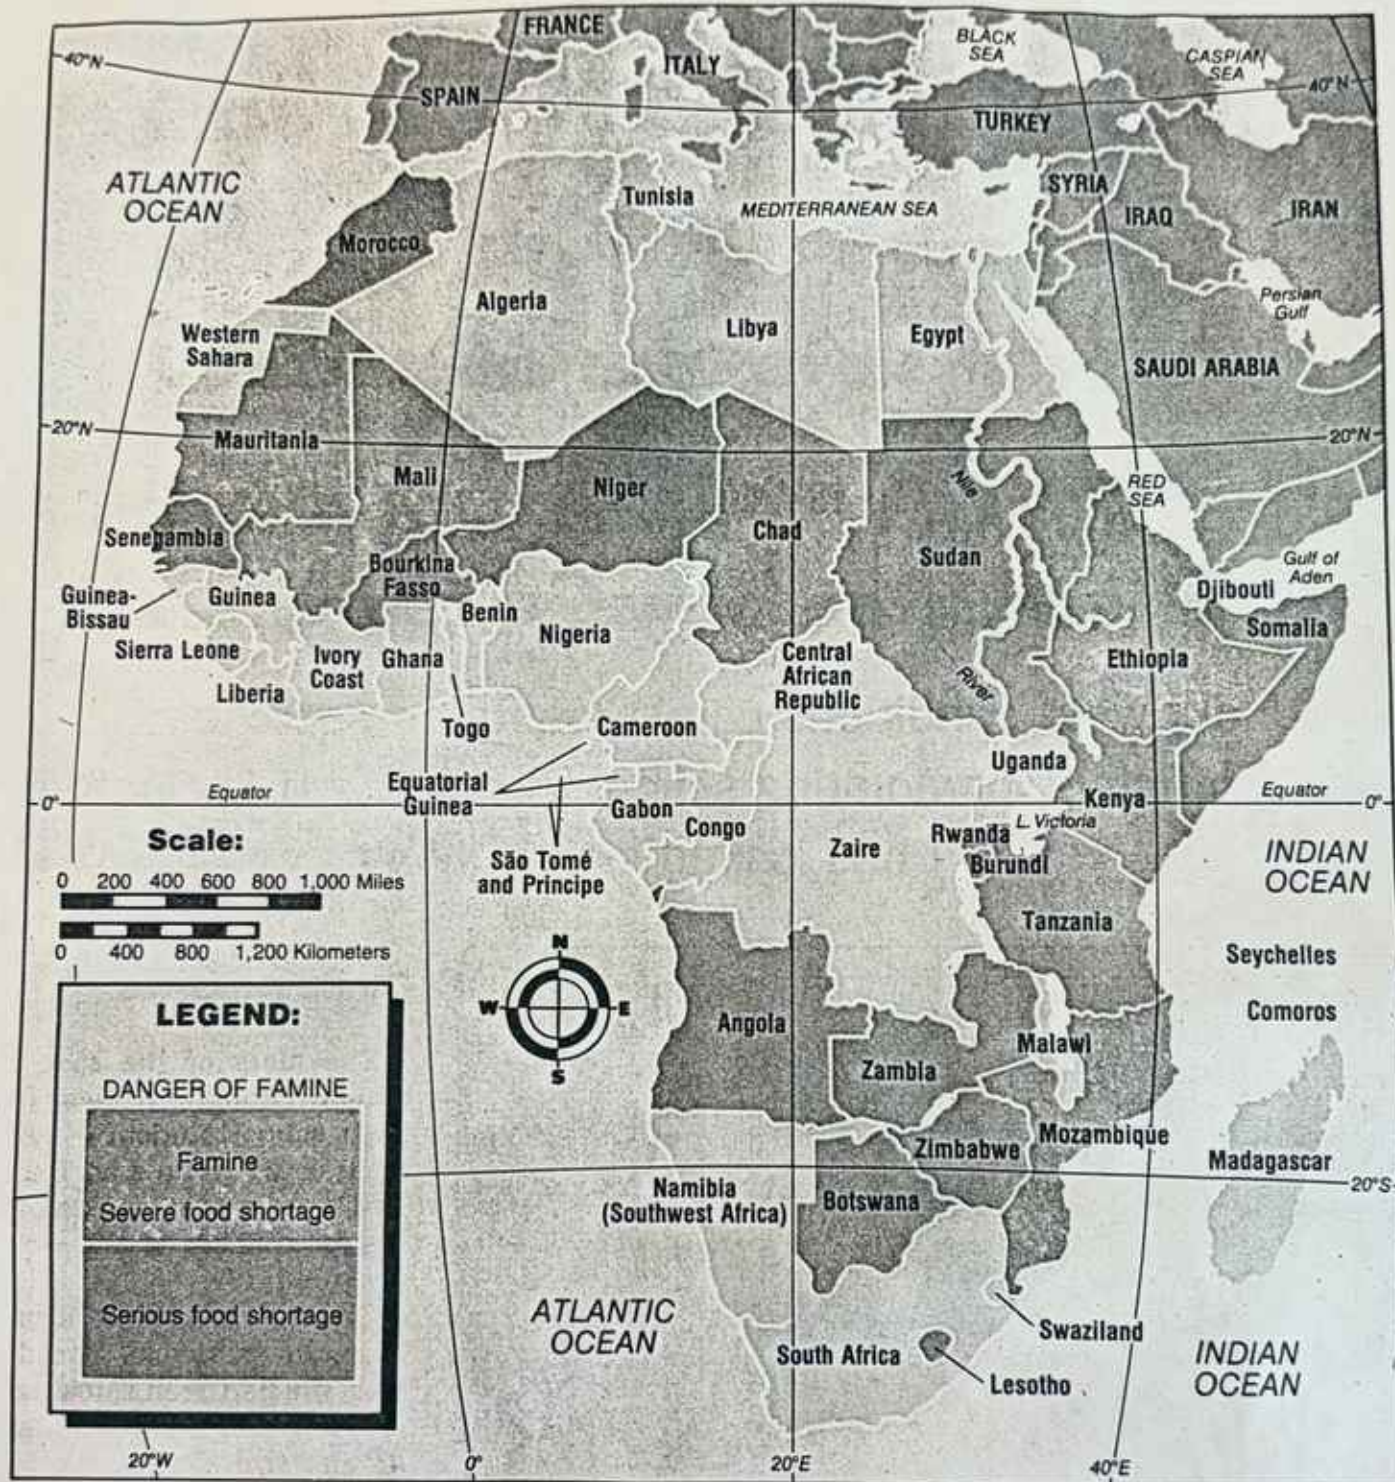 FRANCE
ITALY
BLACK
SEA
CASPIAN
SEA
40°N
40°N
SPAIN
TURKEY
ATLANTIC
OCEAN
Tunisia
MEDITERRANEAN SEA
SYRIA
IRAQ
IRAN
Morocco
Algeria
Libya
Egypt
Persian
Gulf
Western
Sahara
SAUDI ARABIA
20°N
20°N
Mauritania
Mali
Niger
Chad
Nile
RED
SEA
Senegambia
Bourkina
Fasso
Sudan
Gulf of
Aden
Djibouti
Guinea-
Bissau
Guinea
Benin
Nigeria
Somalia
Sierra Leone
Ivory
Coast
Ghana
Central
African
Republic
Ethiopia
Liberia
River
Togo
Cameroon
Uganda
Equator
Equatorial
Guinea
Gabon
Congo
Kenya
Equator
0°
0°
Scale:
0 200 400 600 800 1,000 Miles
0 400 800 1,200 Kilometers
São Tomé
and Principe
Zaire
Rwanda
L. Victoria
Burundi
INDIAN
OCEAN
Tanzania
N
W E
S
Seychelles
Comoros
LEGEND:
DANGER OF FAMINE
Famine
Severe food shortage
Serious food shortage
Angola
Malawi
Zambia
Zimbabwe
Mozambique
Madagascar
Namibia
(Southwest Africa)
Botswana
20°S
ATLANTIC
OCEAN
Swaziland
South Africa
Lesotho
INDIAN
OCEAN
20°W
0°
20°E
40°E